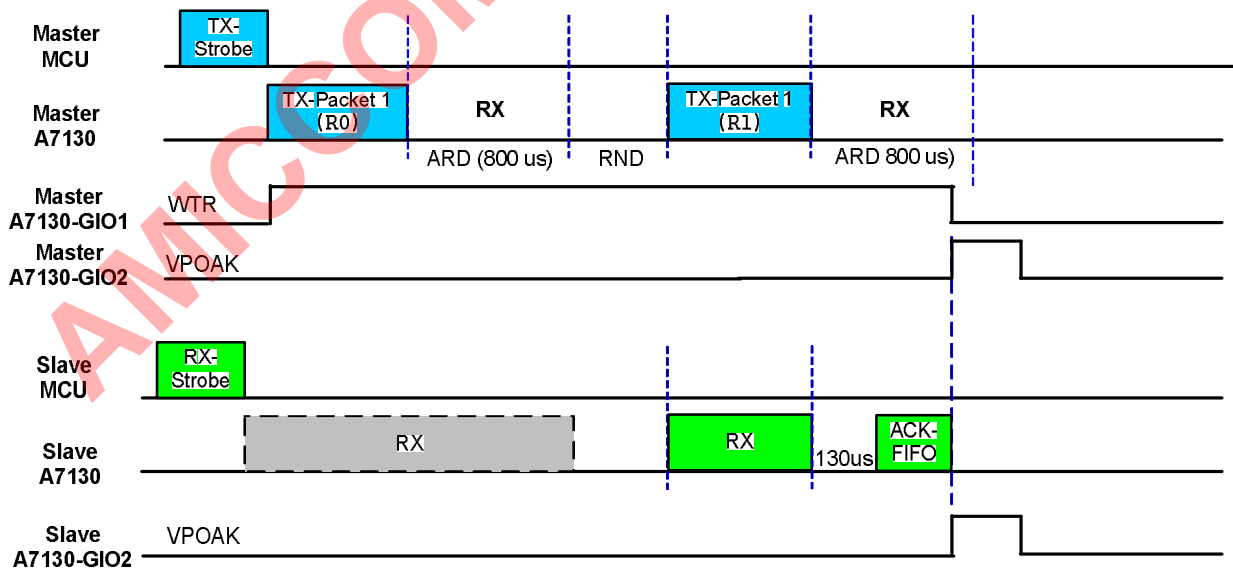 Master
MCU
TX-
Strobe
Master
A7130
TX-Packet 1
(R0)
RX
TX-Packet 1
(R1)
RX
ARD (800 us)
RND
ARD 800 us)
Master
A7130-GIO1
WTR
Master
A7130-GIO2
VPOAK
Slave
MCU
RX-
Strobe
Slave
A7130
RX
RX
130us
ACK-
FIFO
Slave
A7130-GIO2
VPOAK
AMICCOM